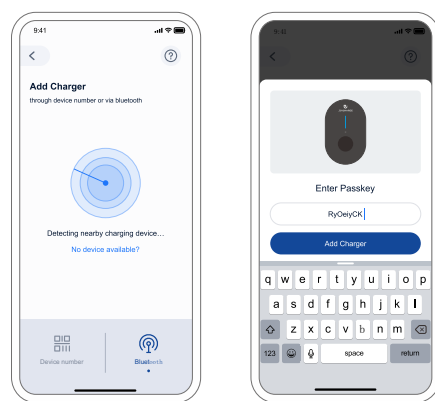 9:41
Add Charger
through device number or via bluetooth
Detecting nearby charging device…
No device available?
Device number
Bluetooth
9:41
Enter Passkey
RyOeiyCK
Add Charger
q w e r t y u i o p
a s d f g h j k l
z x c v b n m
123 space return